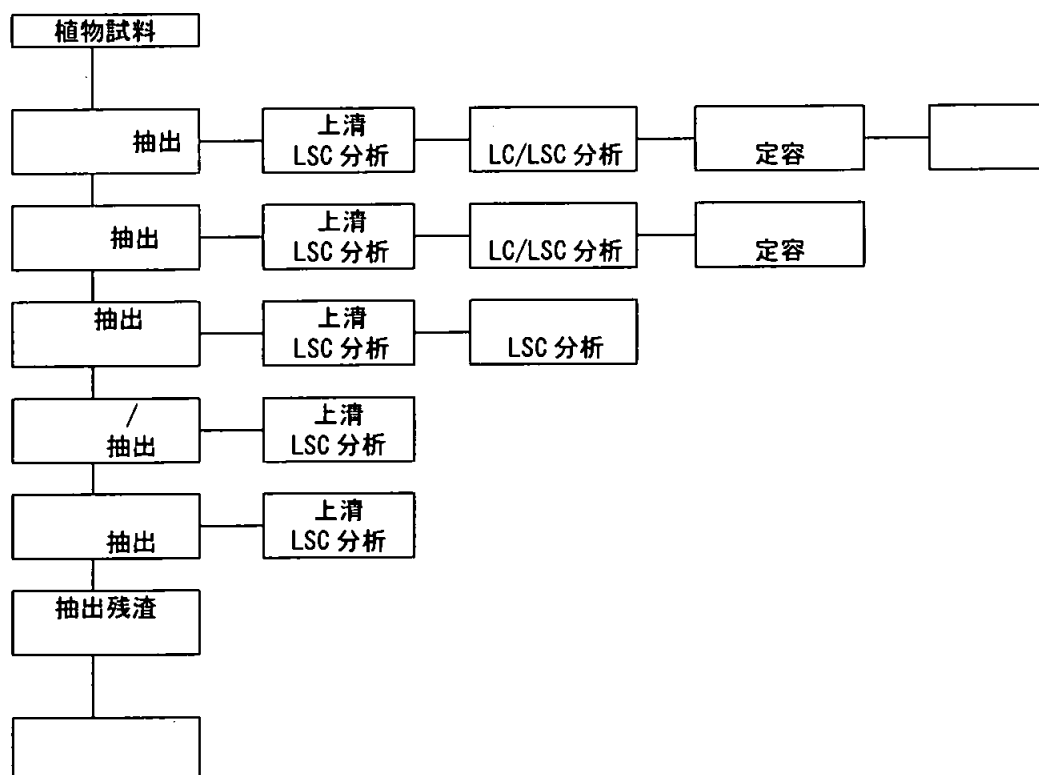 植物試料
抽出
上清
LSC 分析
LC/LSC 分析
定容
抽出
上清
LSC 分析
LC/LSC 分析
定容
抽出
上清
LSC 分析
LSC 分析
/
抽出
上清
LSC 分析
抽出
上清
LSC 分析
抽出残渣